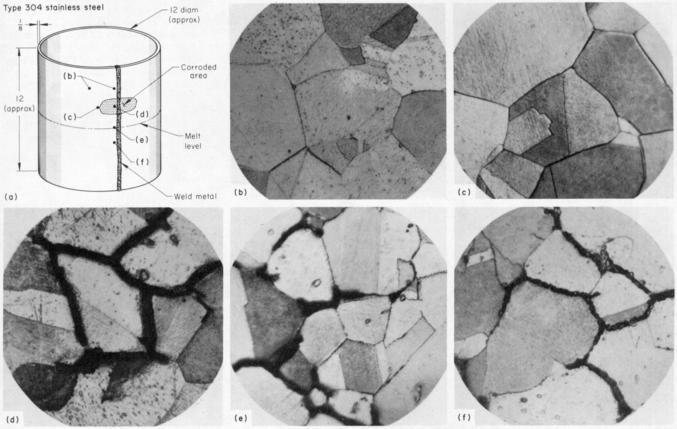 Type 304 stainless steel
1/8
12 diam
(approx)
(b)
Corroded
area
12
(approx)
(c)
(d)
(e)
Melt
level
(f)
Weld metal
(a)
(b)
(c)
(d)
(e)
(f)